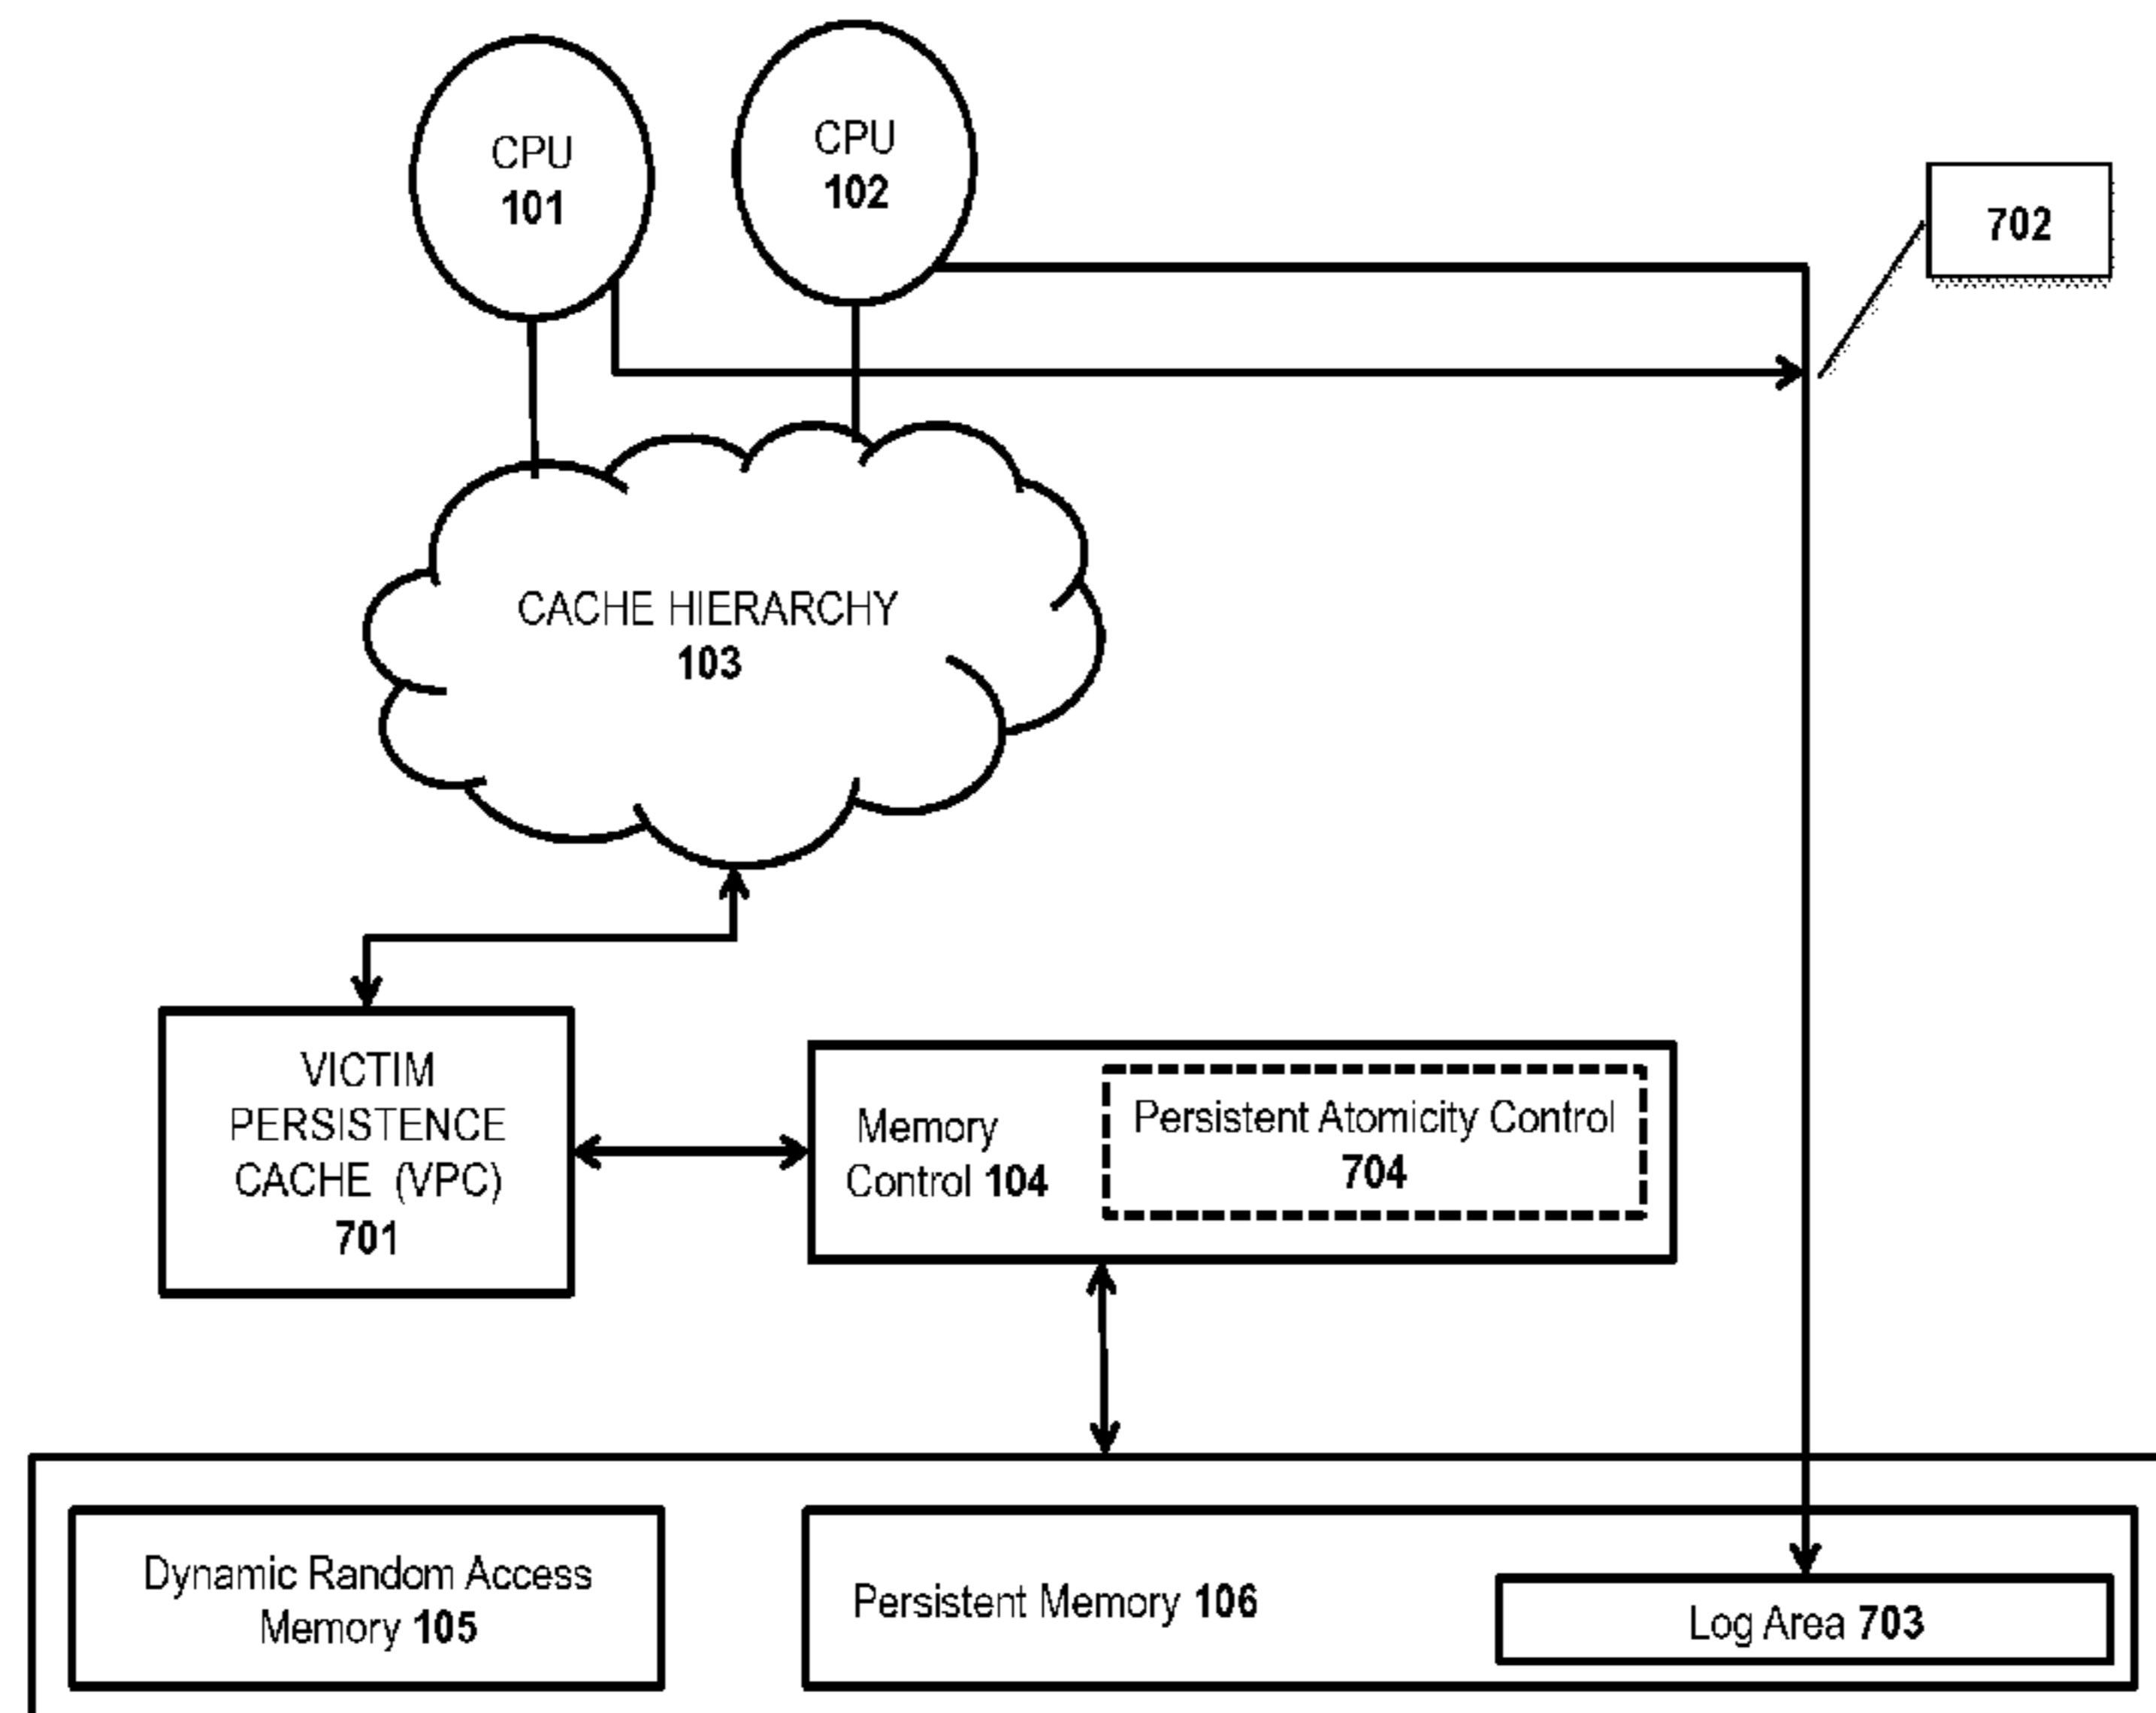 CPU
101
CPU
102
702
CACHE HIERARCHY
103
VICTIM
PERSISTENCE
CACHE (VPC)
701
Memory
Control 104
Persistent Atomicity Control
704
Dynamic Random Access
Memory 105
Persistent Memory 106
Log Area 703